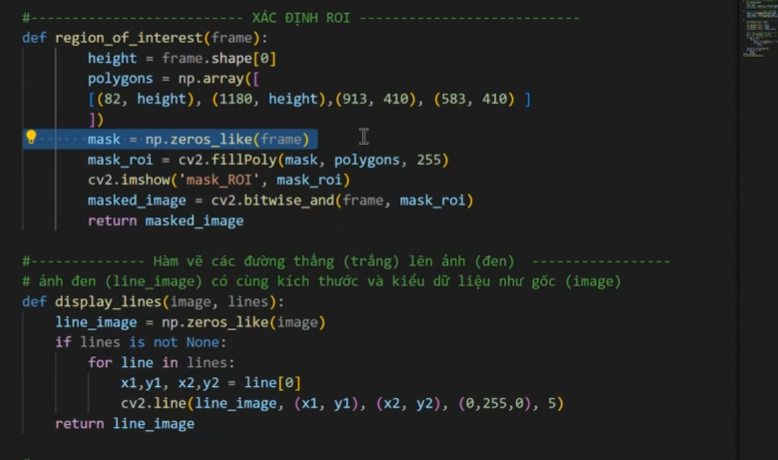 #-------------------------- XÁC ĐỊNH ROI ---------------------------
def region_of_interest(frame):
height = frame.shape[0]
polygons = np.array([
[(82, height), (1180, height),(913, 410), (583, 410) ]
])
mask = np.zeros_like(frame)
mask_roi = cv2.fillPoly(mask, polygons, 255)
cv2.imshow('mask_ROI', mask_roi)
masked_image = cv2.bitwise_and(frame, mask_roi)
return masked_image
#-------------- Hàm vẽ các đường thẳng (trắng) lên ảnh (đen) -----------------
# ảnh đen (line_image) có cùng kích thước và kiểu dữ liệu như gốc (image)
def display_lines(image, lines):
line_image = np.zeros_like(image)
if lines is not None:
for line in lines:
x1,y1, x2,y2 = line[0]
cv2.line(line_image, (x1, y1), (x2, y2), (0,255,0), 5)
return line_image